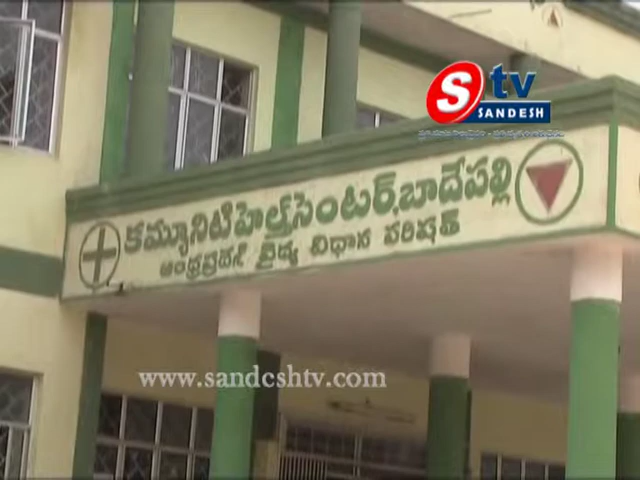 S tv
SANDESH
కమ్యూనిటిహెల్త్‌సెంటర్,బాదేపల్లి
ఆంధ్రప్రదేశ్ వైద్య విధాన పరిషత్
www.sandeshtv.com